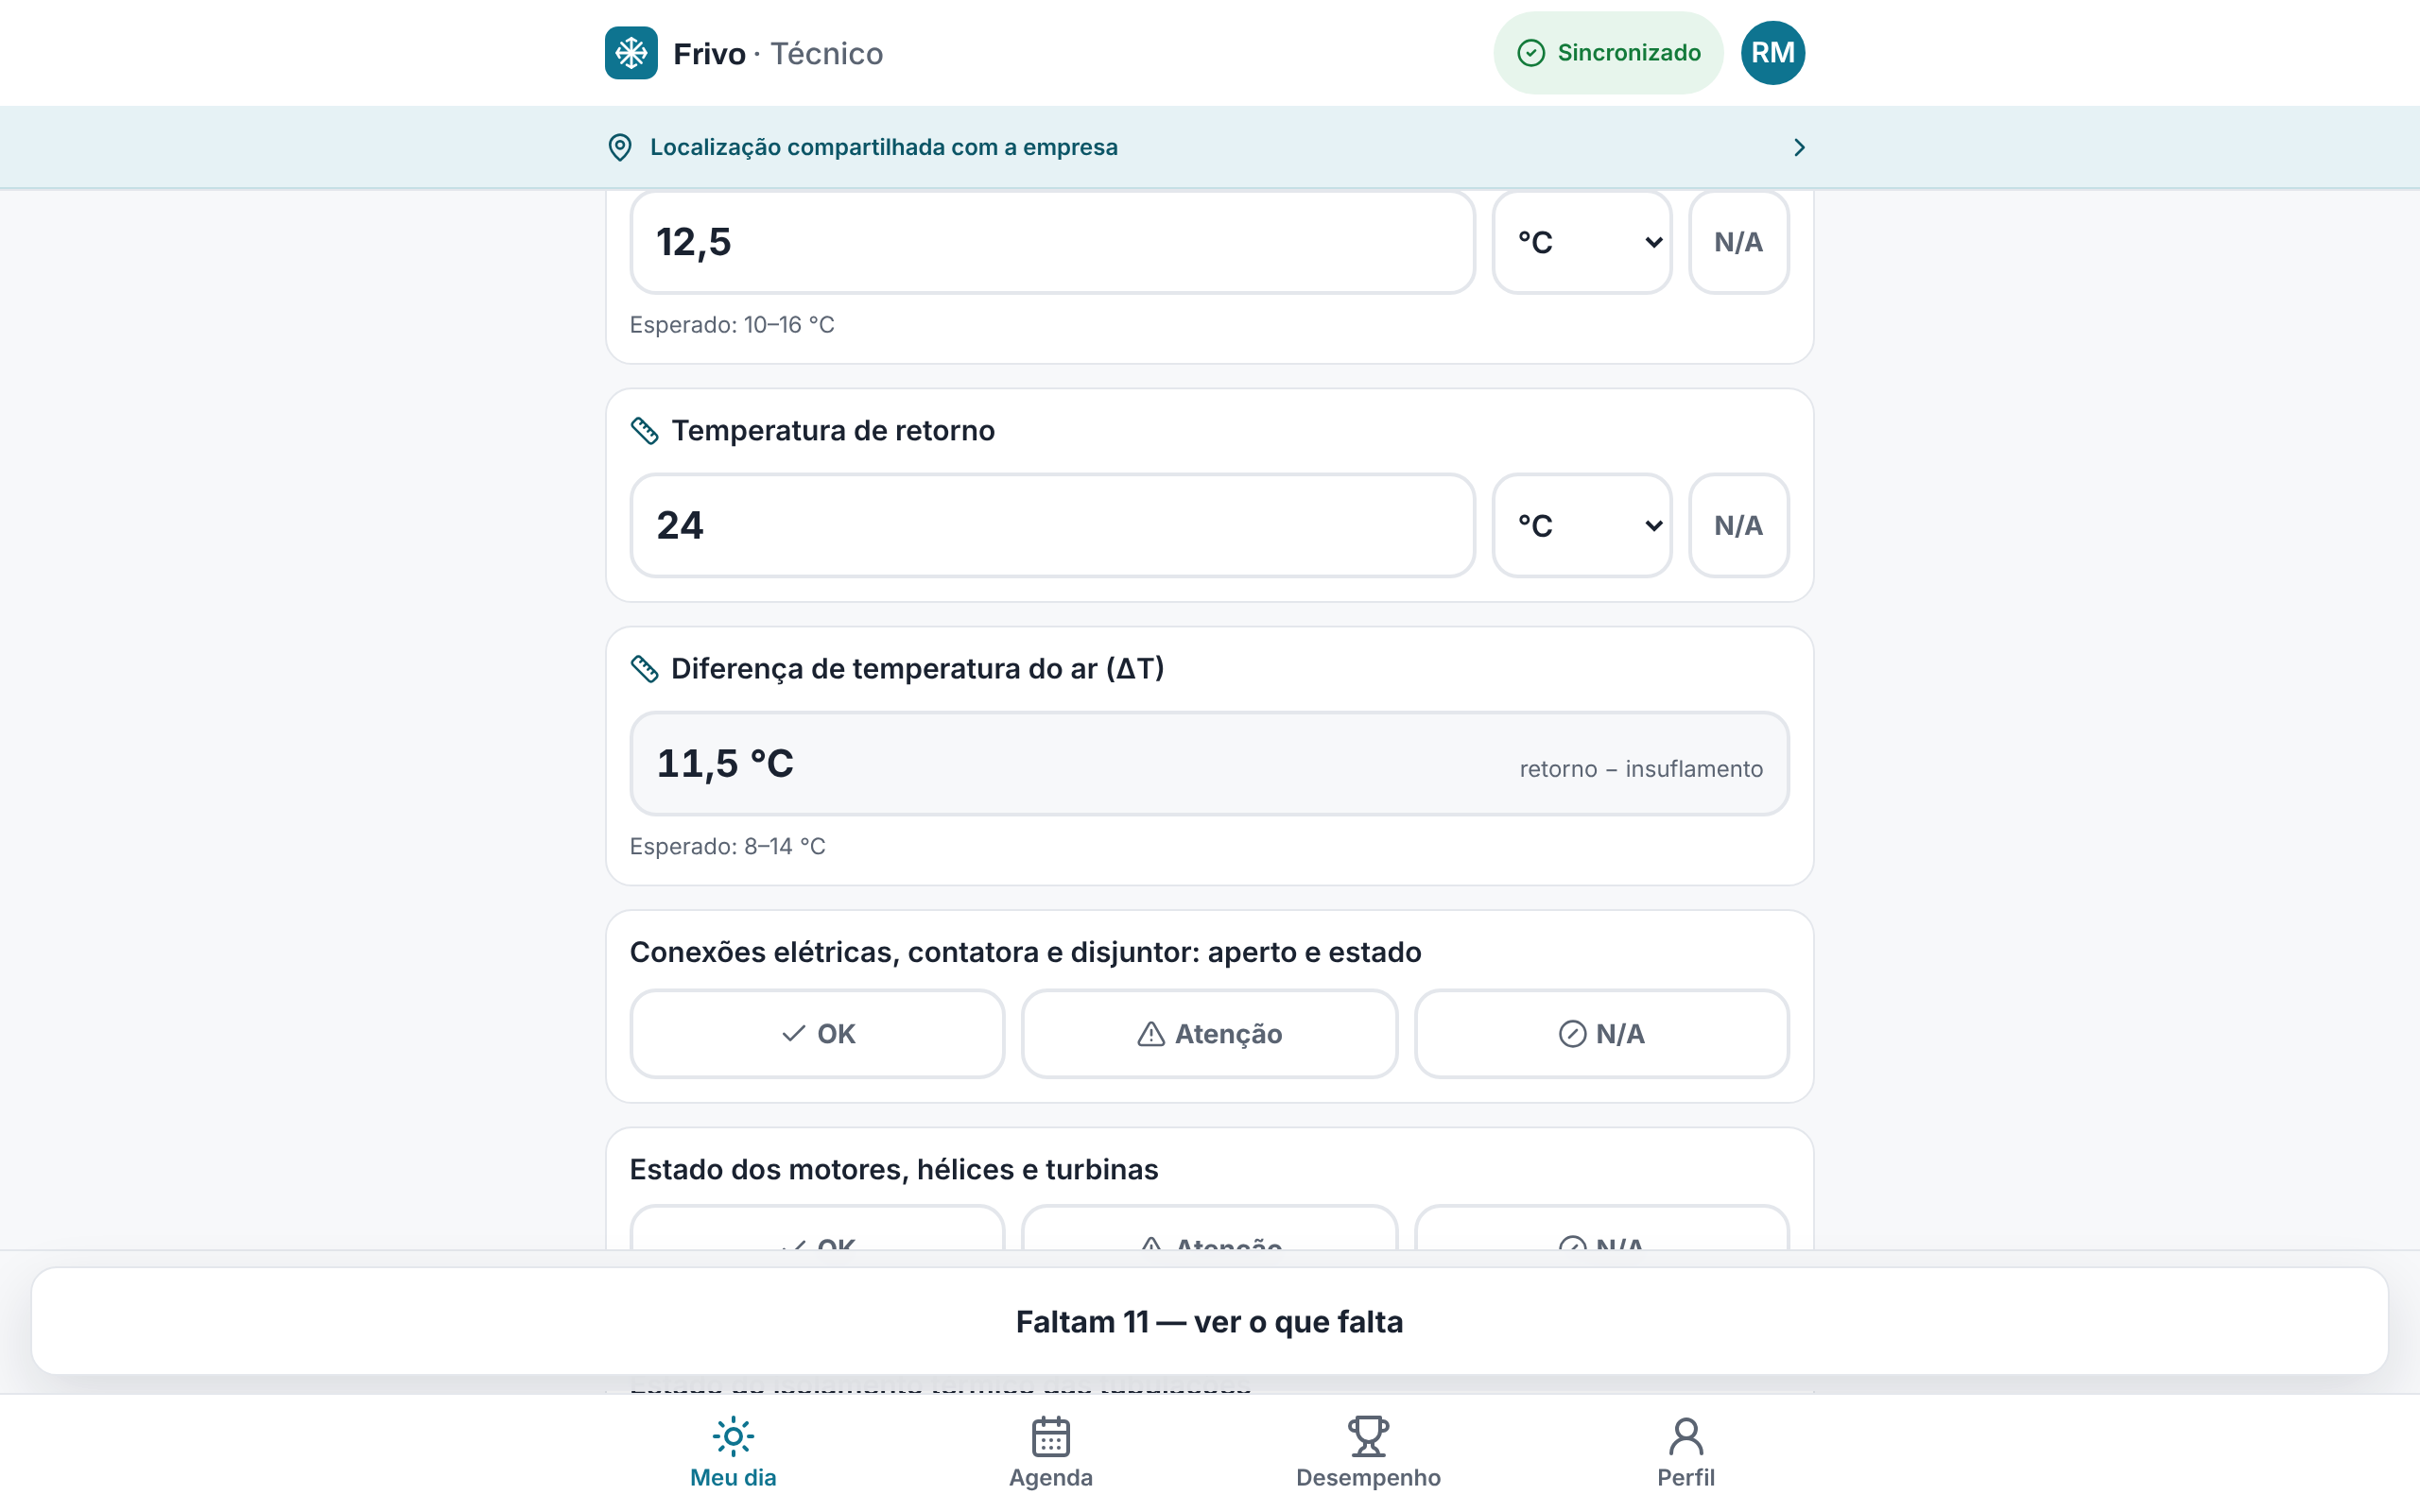 Frivo · Técnico
Sincronizado
RM
Localização compartilhada com a empresa
12,5
°C
N/A
Esperado: 10–16 °C
Temperatura de retorno
24
°C
N/A
Diferença de temperatura do ar (ΔT)
11,5 °C
retorno − insuflamento
Esperado: 8–14 °C
Conexões elétricas, contatora e disjuntor: aperto e estado
OK
Atenção
N/A
Estado dos motores, hélices e turbinas
OK
Atenção
N/A
Faltam 11 — ver o que falta
Meu dia
Agenda
Desempenho
Perfil